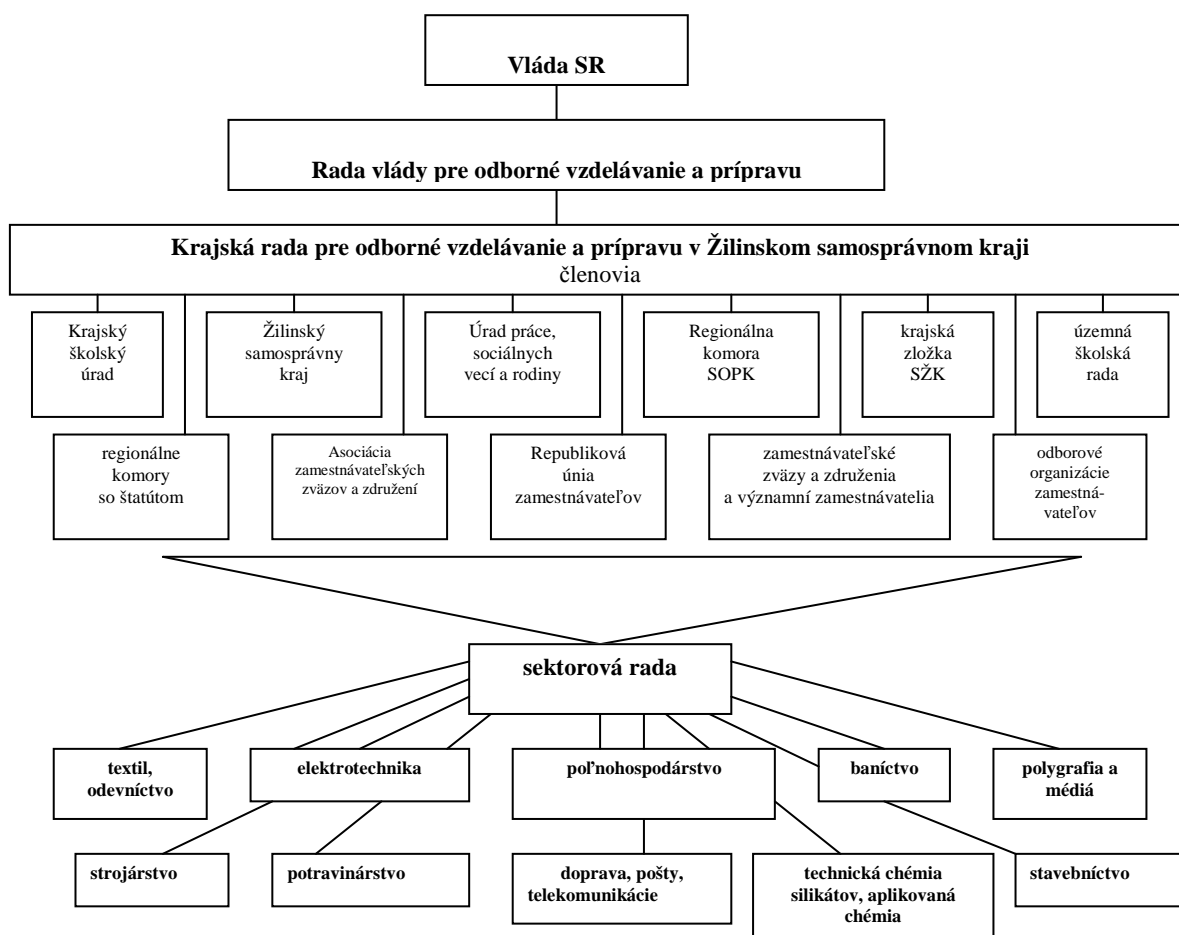 Vláda SR
Rada vlády pre odborné vzdelávanie a prípravu
Krajská rada pre odborné vzdelávanie a prípravu v Žilinskom samosprávnom kraji
členovia
Krajský
školský
úrad
Žilinský
samosprávny
kraj
Úrad práce,
sociálnych
vecí a rodiny
Regionálna
komora
SOPK
krajská
zložka
SŽK
územná
školská
rada
regionálne
komory
so štatútom
Asociácia
zamestnávateľských
zväzov a združení
Republiková
únia
zamestnávateľov
zamestnávateľské
zväzy a združenia
a významní zamestnávatelia
odborové
organizácie
zamestná-
vateľov
sektorová rada
textil,
odevníctvo
elektrotechnika
poľnohospodárstvo
baníctvo
polygrafia a
médiá
strojárstvo
potravinárstvo
doprava, pošty,
telekomunikácie
technická chémia
silikátov, aplikovaná
chémia
stavebníctvo